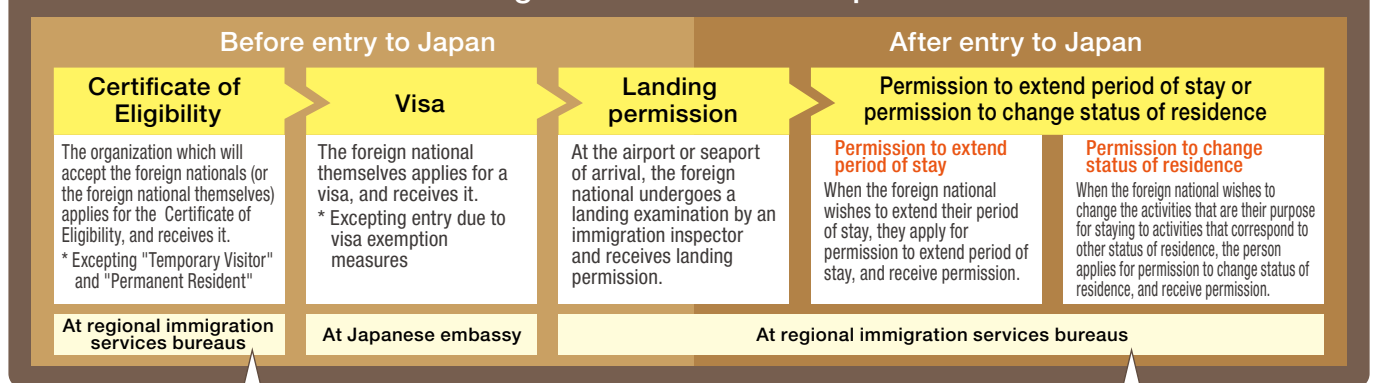 Before entry to Japan
After entry to Japan
Certificate of
Eligibility
The organization which will
accept the foreign nationals (or
the foreign national themselves)
applies for the Certificate of
Eligibility, and receives it.
* Excepting "Temporary Visitor"
and "Permanent Resident"
At regional immigration
services bureaus
Visa
The foreign national
themselves applies for a
visa, and receives it.
* Excepting entry due to
visa exemption
measures
At Japanese embassy
Landing
permission
At the airport or seaport
of arrival, the foreign
national undergoes a
landing examination by an
immigration inspector
and receives landing
permission.
Permission to extend period of stay or
permission to change status of residence
Permission to extend
period of stay
When the foreign national
wishes to extend their period
of stay, they apply for
permission to extend period of
stay, and receive permission.
Permission to change
status of residence
When the foreign national wishes to
change the activities that are their purpose
for staying to activities that correspond to
other status of residence, the person
applies for permission to change status of
residence, and receive permission.
At regional immigration services bureaus